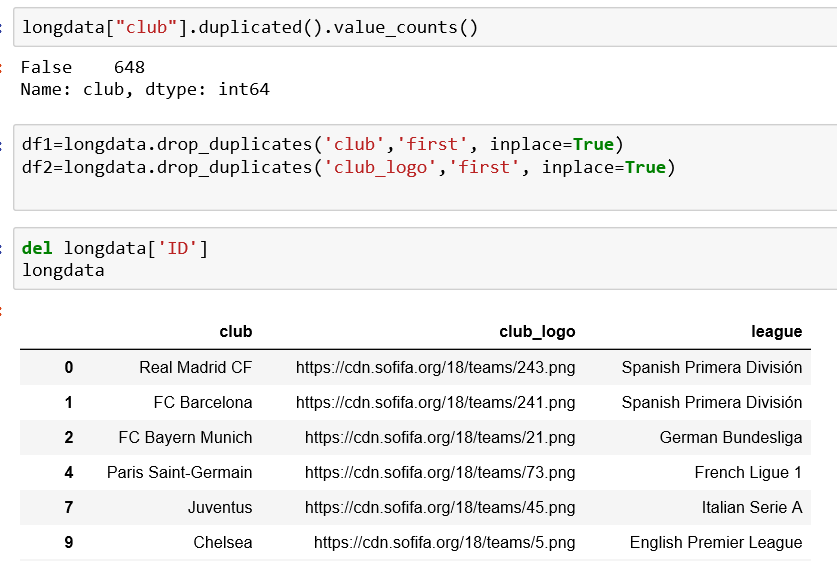 longdata["club"].duplicated().value_counts()
False    648
Name: club, dtype: int64
df1=longdata.drop_duplicates('club','first', inplace=True)
df2=longdata.drop_duplicates('club_logo','first', inplace=True)
del longdata['ID']
longdata
club club_logo league
0 Real Madrid CF https://cdn.sofifa.org/18/teams/243.png Spanish Primera División
1 FC Barcelona https://cdn.sofifa.org/18/teams/241.png Spanish Primera División
2 FC Bayern Munich https://cdn.sofifa.org/18/teams/21.png German Bundesliga
4 Paris Saint-Germain https://cdn.sofifa.org/18/teams/73.png French Ligue 1
7 Juventus https://cdn.sofifa.org/18/teams/45.png Italian Serie A
9 Chelsea https://cdn.sofifa.org/18/teams/5.png English Premier League